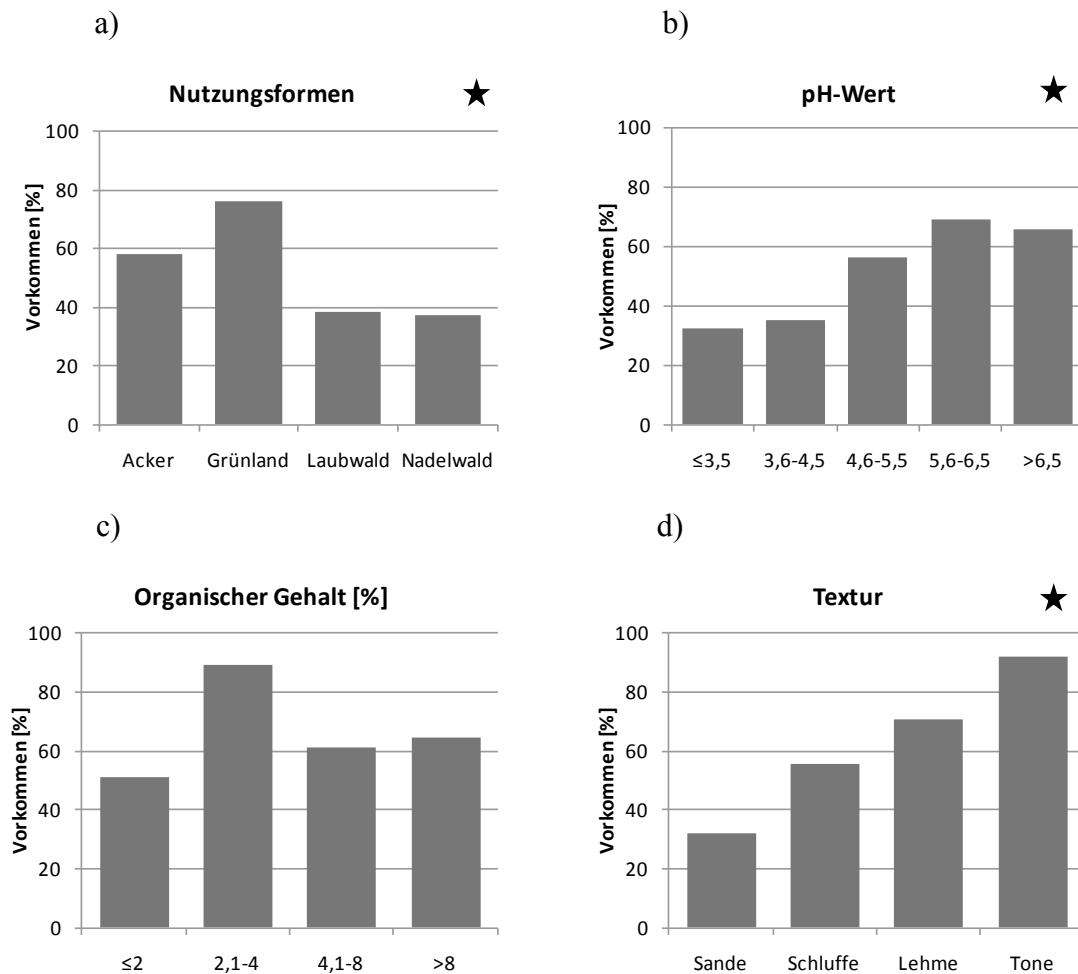 a)
Nutzungsformen ★
Vorkommen [%]
100
80
60
40
20
0
Acker Grünland Laubwald Nadelwald
b)
pH-Wert ★
Vorkommen [%]
100
80
60
40
20
0
≤3,5 3,6-4,5 4,6-5,5 5,6-6,5 >6,5
c)
Organischer Gehalt [%]
Vorkommen [%]
100
80
60
40
20
0
≤2 2,1-4 4,1-8 >8
d)
Textur ★
Vorkommen [%]
100
80
60
40
20
0
Sande Schluffe Lehme Tone